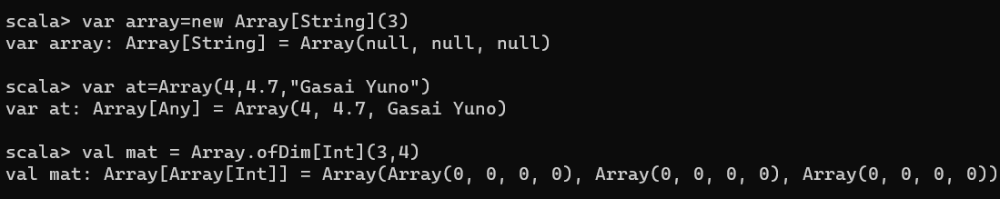 scala> var array=new Array[String](3)
var array: Array[String] = Array(null, null, null)
scala> var at=Array(4,4.7,"Gasai Yuno")
var at: Array[Any] = Array(4, 4.7, Gasai Yuno)
scala> val mat = Array.ofDim[Int](3,4)
val mat: Array[Array[Int]] = Array(Array(0, 0, 0, 0), Array(0, 0, 0, 0), Array(0, 0, 0, 0))